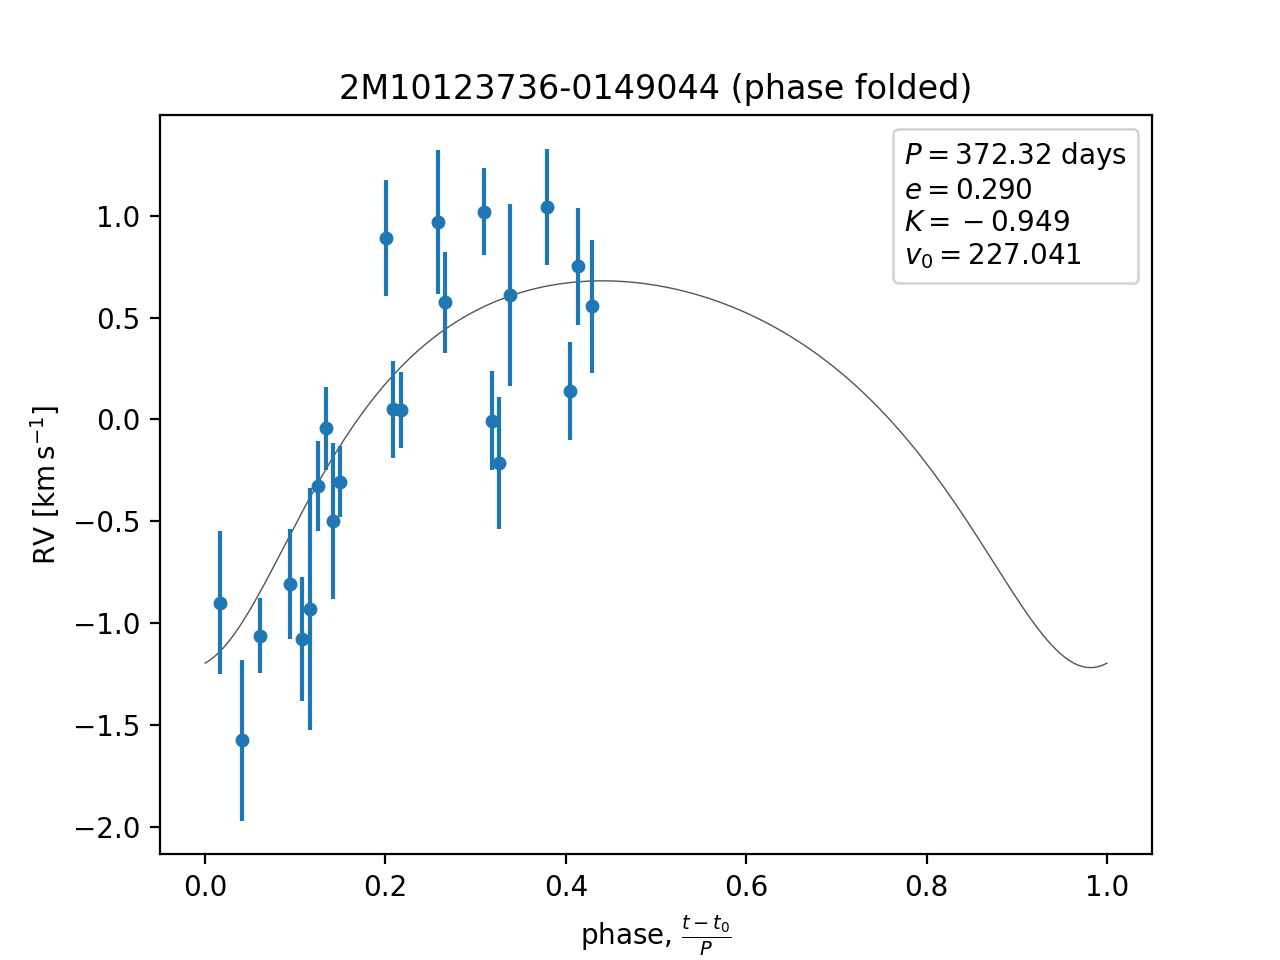 2M10123736-0149044 (phase folded)
P = 372.32 days
e = 0.290
K = −0.949
v₀ = 227.041
RV [km s⁻¹]
1.0
0.5
0.0
−0.5
−1.0
−1.5
−2.0
0.0 0.2 0.4 0.6 0.8 1.0
phase, (t − t₀)/P